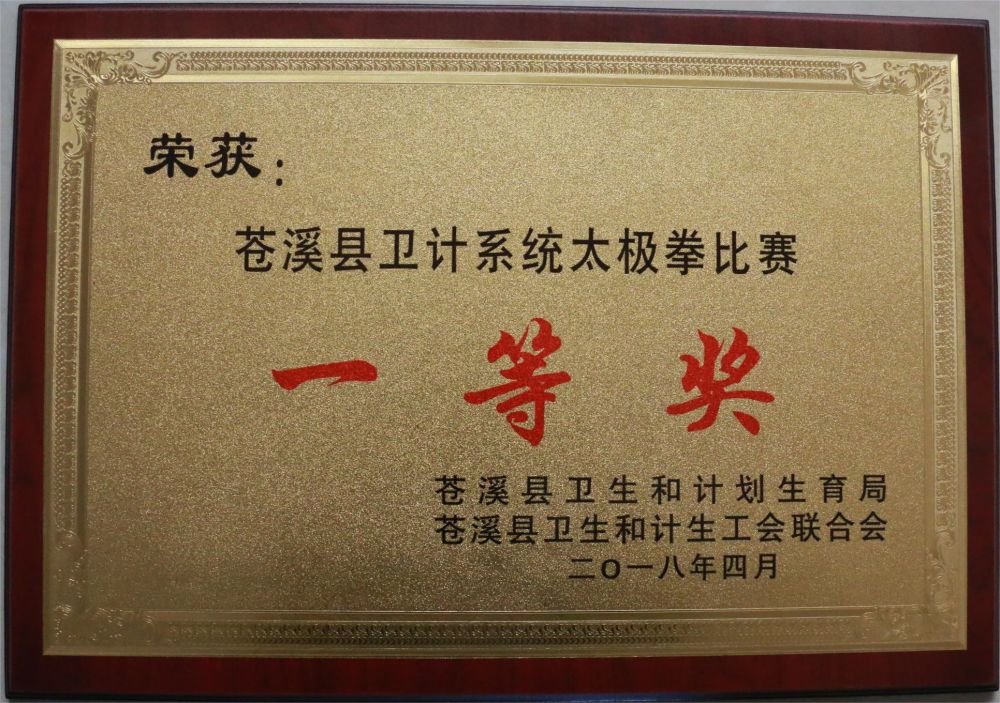 荣获：
苍溪县卫计系统太极拳比赛
一等奖
苍溪县卫生和计划生育局
苍溪县卫生和计生工会联合会
二O一八年四月